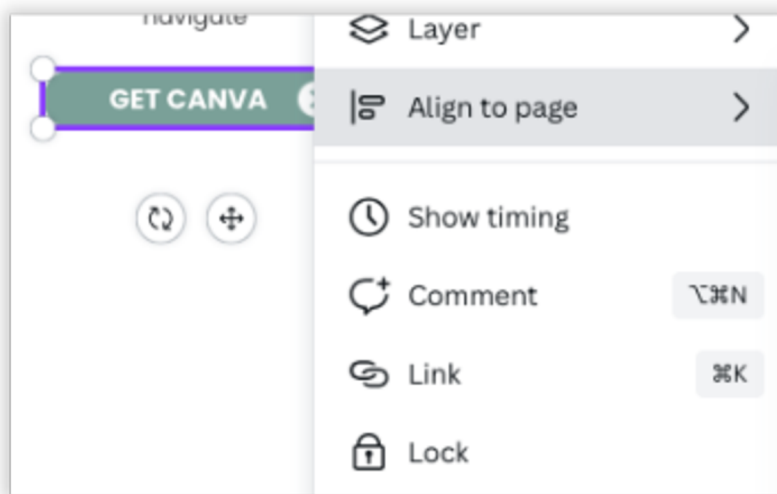 navigate
GET CANVA
Layer
Align to page
Show timing
Comment ⌥⌘N
Link ⌘K
Lock